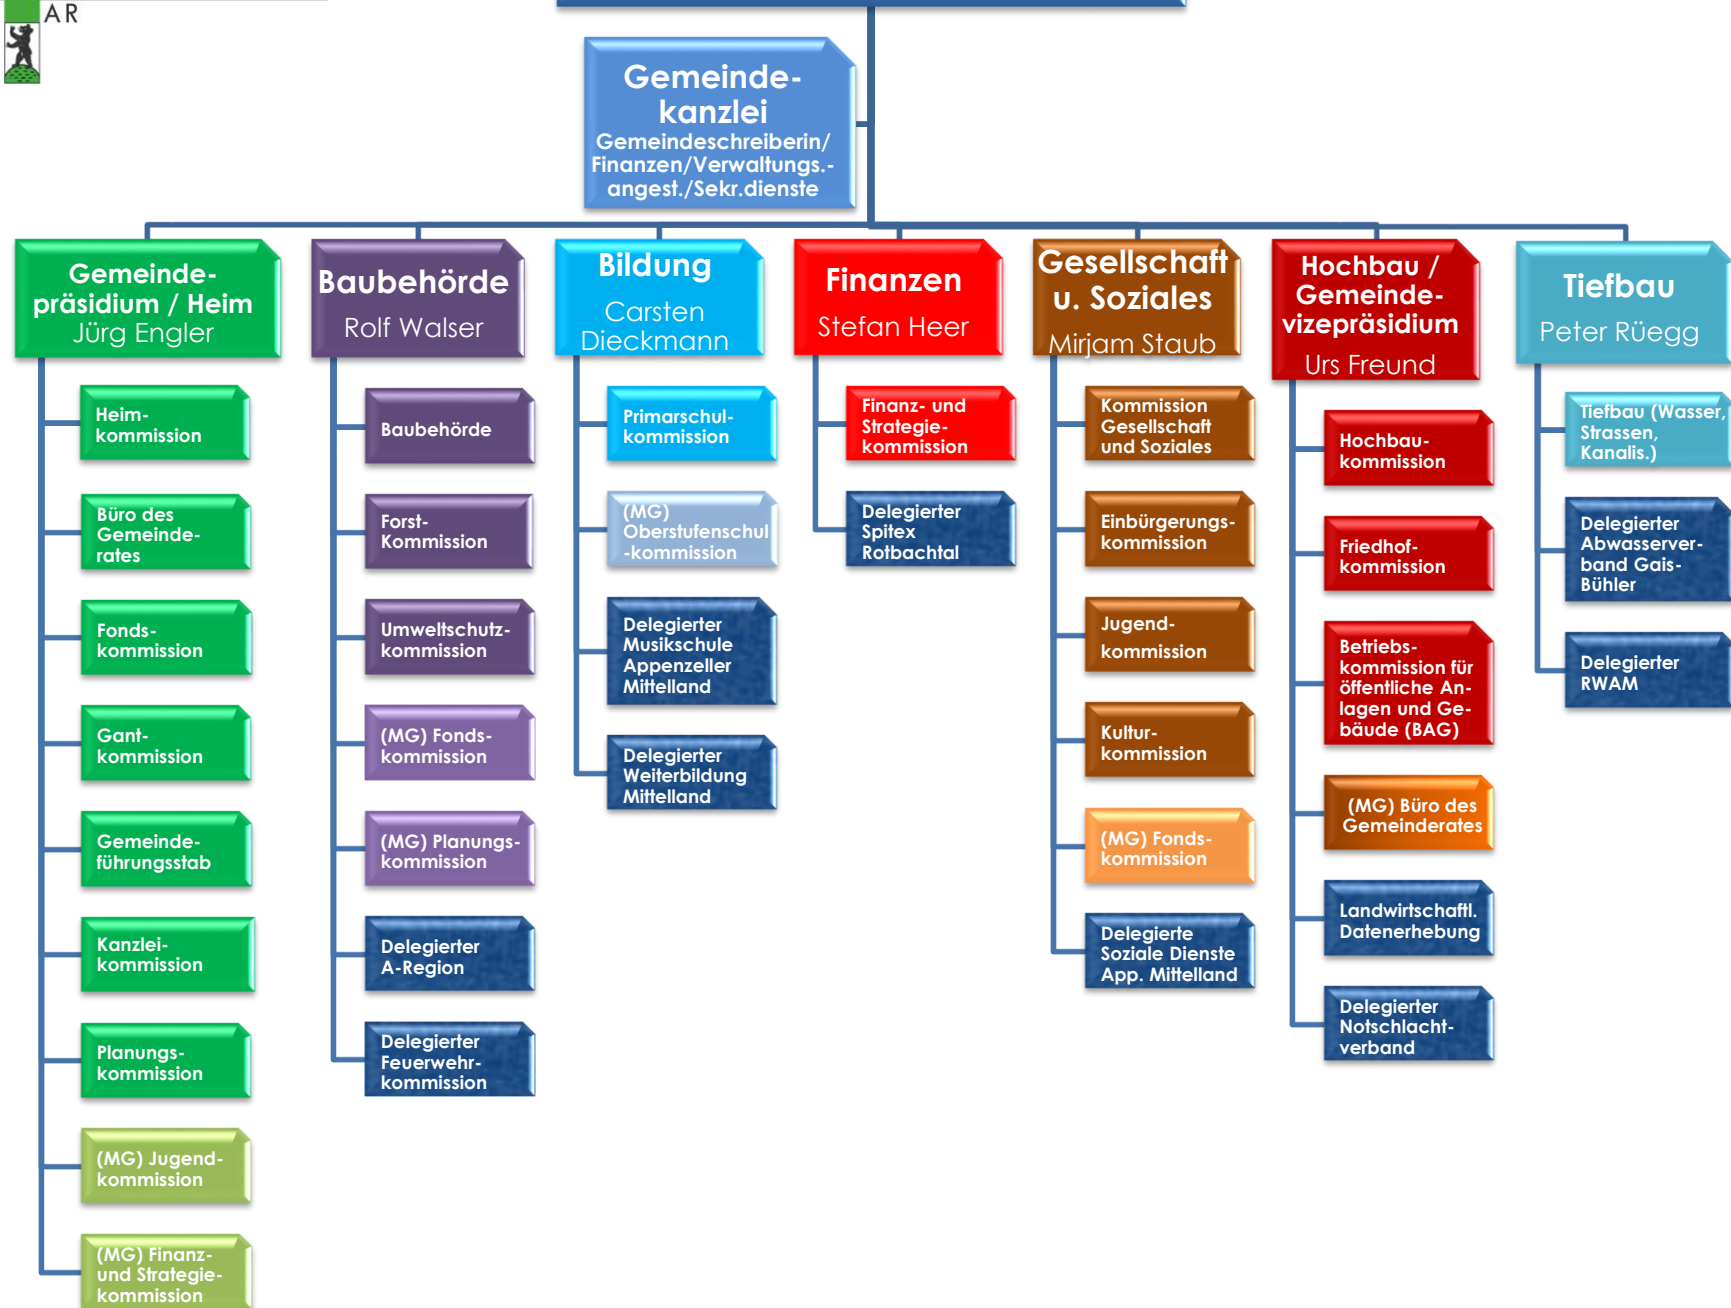 AR
Gemeinde-
kanzlei
Gemeindeschreiberin/
Finanzen/Verwaltungs.-
angest./Sekr.dienste
Gemeinde-
präsidium / Heim
Jürg Engler
Heim-
kommission
Büro des
Gemeinde-
rates
Fonds-
kommission
Gant-
kommission
Gemeinde-
führungsstab
Kanzlei-
kommission
Planungs-
kommission
(MG) Jugend-
kommission
(MG) Finanz-
und Strategie-
kommission
Baubehörde
Rolf Walser
Baubehörde
Forst-
Kommission
Umweltschutz-
kommission
(MG) Fonds-
kommission
(MG) Planungs-
kommission
Delegierter
A-Region
Delegierter
Feuerwehr-
kommission
Bildung
Carsten
Dieckmann
Primarschul-
kommission
(MG)
Oberstufenschul
-kommission
Delegierter
Musikschule
Appenzeller
Mittelland
Delegierter
Weiterbildung
Mittelland
Finanzen
Stefan Heer
Finanz- und
Strategie-
kommission
Delegierter
Spitex
Rotbachtal
Gesellschaft
u. Soziales
Mirjam Staub
Kommission
Gesellschaft
und Soziales
Einbürgerungs-
kommission
Jugend-
kommission
Kultur-
kommission
(MG) Fonds-
kommission
Delegierte
Soziale Dienste
App. Mittelland
Hochbau /
Gemeinde-
vizepräsidium
Urs Freund
Hochbau-
kommission
Friedhof-
kommission
Betriebs-
kommission für
öffentliche An-
lagen und Ge-
bäude (BAG)
(MG) Büro des
Gemeinderates
Landwirtschaftl.
Datenerhebung
Delegierter
Notschlacht-
verband
Tiefbau
Peter Rüegg
Tiefbau (Wasser,
Strassen,
Kanalis.)
Delegierter
Abwasserver-
band Gais-
Bühler
Delegierter
RWAM